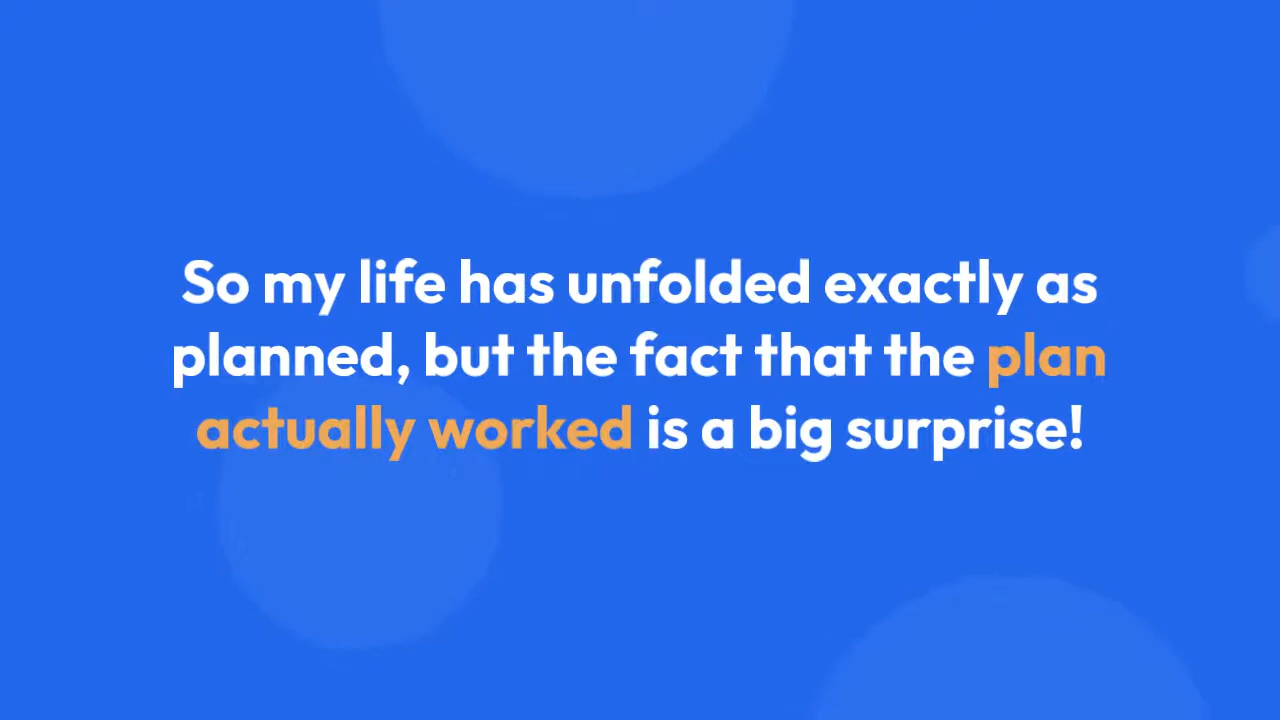 So my life has unfolded exactly as
planned, but the fact that the plan
actually worked is a big surprise!